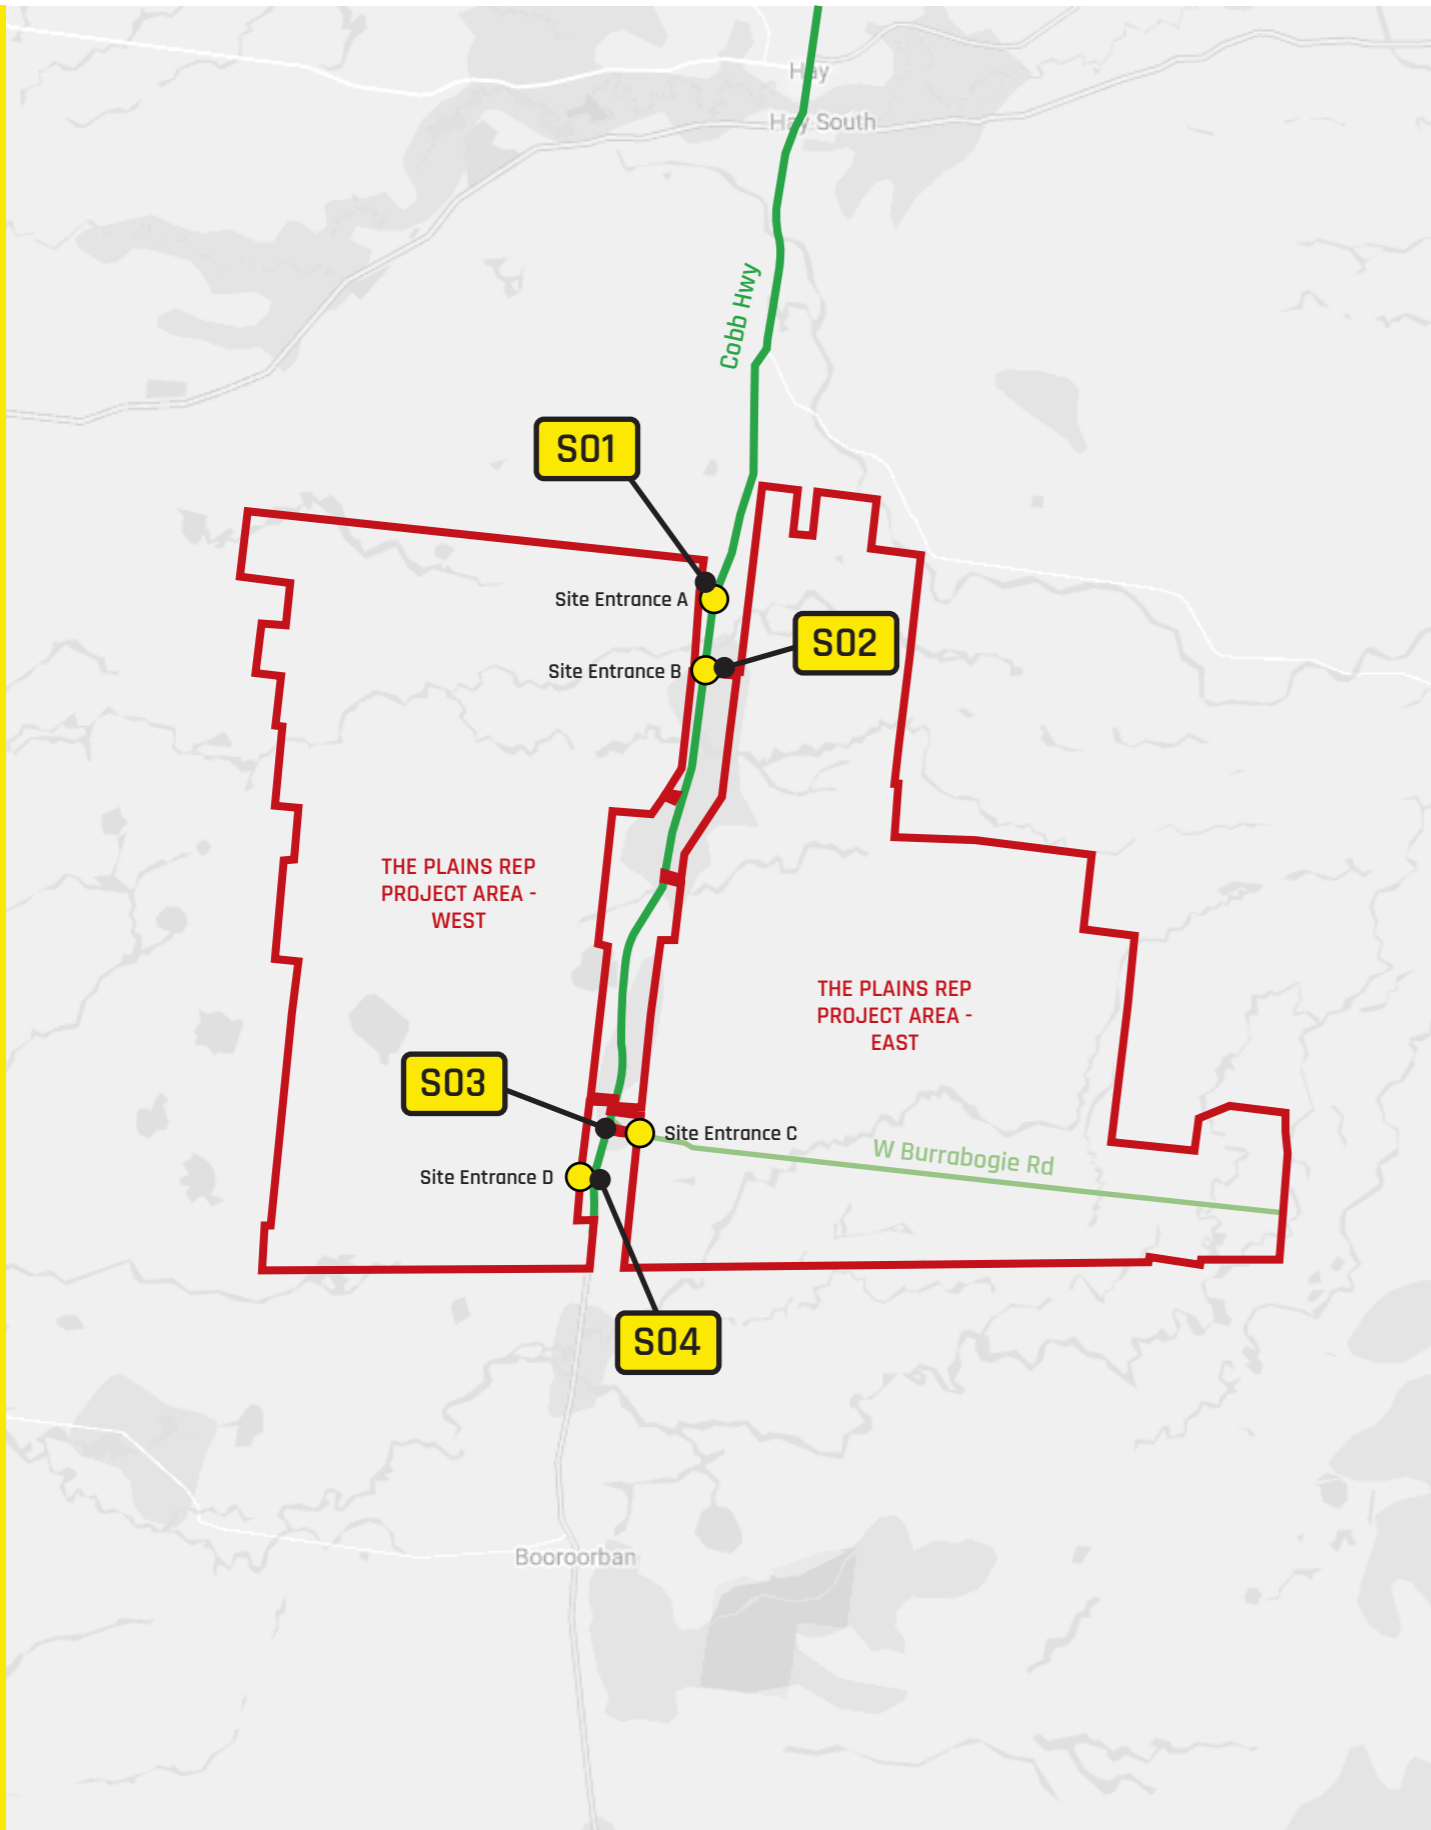 Hay
Hay South
Cobb Hwy
S01
Site Entrance A
S02
Site Entrance B
THE PLAINS REP
PROJECT AREA -
WEST
THE PLAINS REP
PROJECT AREA -
EAST
S03
Site Entrance C
W Burrabogie Rd
Site Entrance D
S04
Booroorban